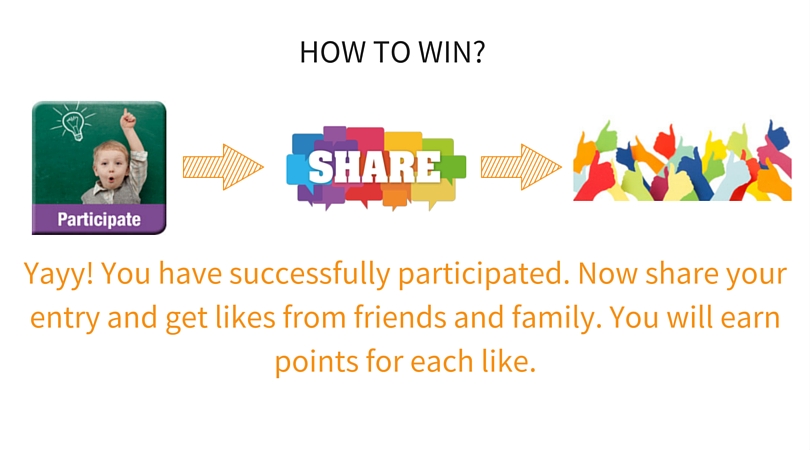 HOW TO WIN?
Participate
SHARE
Yayy! You have successfully participated. Now share your
entry and get likes from friends and family. You will earn
points for each like.